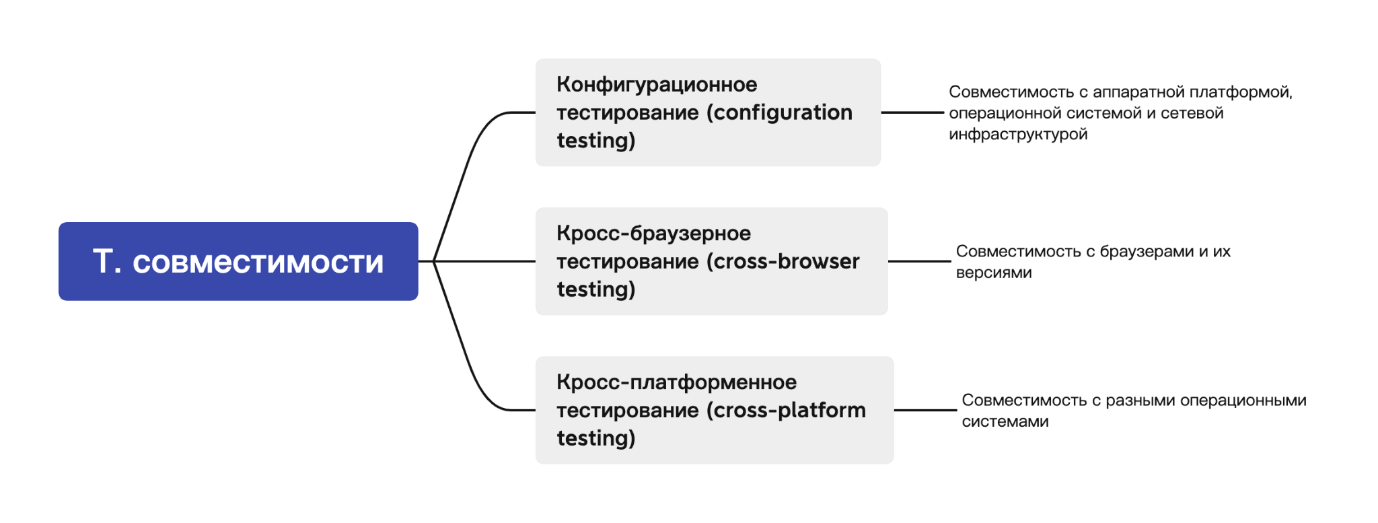 Т. совместимости
Конфигурационное
тестирование (configuration
testing)
Совместимость с аппаратной платформой,
операционной системой и сетевой
инфраструктурой
Кросс-браузерное
тестирование (cross-browser
testing)
Совместимость с браузерами и их
версиями
Кросс-платформенное
тестирование (cross-platform
testing)
Совместимость с разными операционными
системами